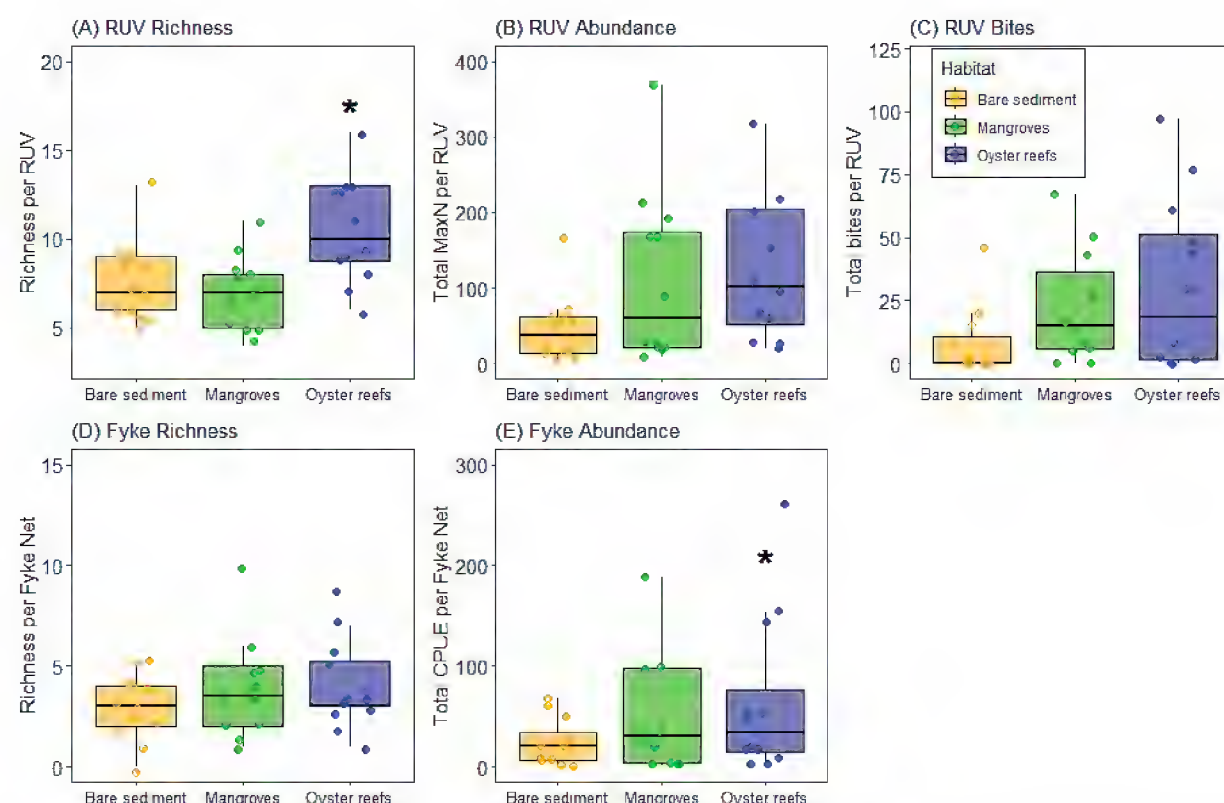 (A) RUV Richness
20
15
10
5
Richness per RUV
*
Bare sediment Mangroves Oyster reefs
(B) RUV Abundance
400
300
200
100
0
Total MaxN per RUV
Bare sediment Mangroves Oyster reefs
(C) RUV Bites
125
100
75
50
25
0
Total bites per RUV
Habitat
Bare sediment
Mangroves
Oyster reefs
Bare sediment Mangroves Oyster reefs
(D) Fyke Richness
15
10
5
0
Richness per Fyke Net
Bare sediment Mangroves Oyster reefs
(E) Fyke Abundance
300
200
100
0
Total CPUE per Fyke Net
*
Bare sediment Mangroves Oyster reefs